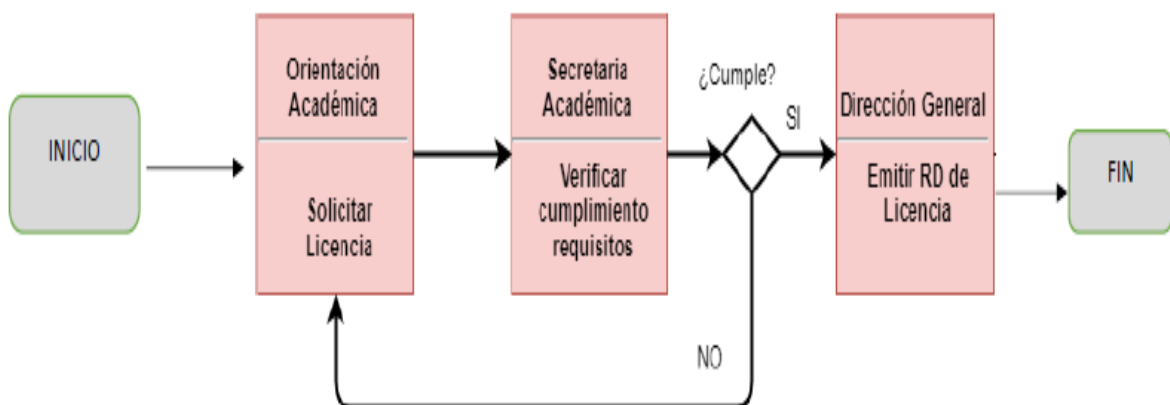 INICIO
Orientación
Académica
Solicitar
Licencia
Secretaria
Académica
Verificar
cumplimiento
requisitos
¿Cumple?
SI
NO
Dirección General
Emitir RD de
Licencia
FIN